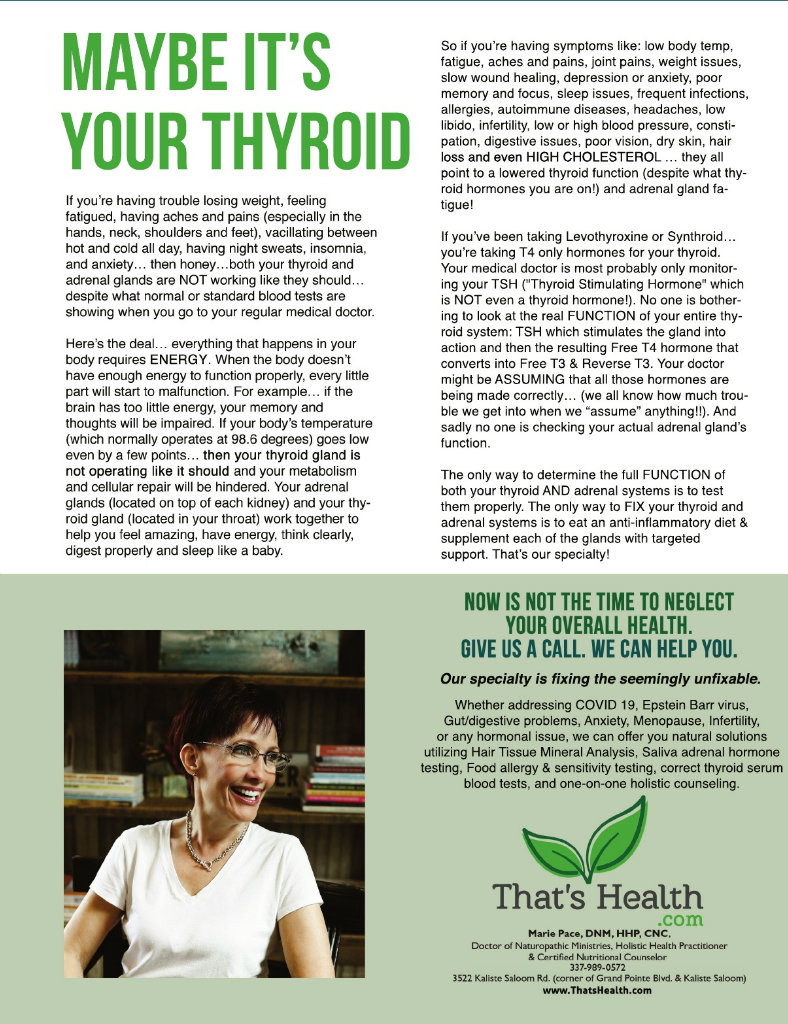 MAYBE IT'S
YOUR THYROID
If you're having trouble losing weight, feeling
fatigued, having aches and pains (especially in the
hands, neck, shoulders and feet), vacillating between
hot and cold all day, having night sweats, insomnia,
and anxiety… then honey…both your thyroid and
adrenal glands are NOT working like they should…
despite what normal or standard blood tests are
showing when you go to your regular medical doctor.
Here's the deal… everything that happens in your
body requires ENERGY. When the body doesn't
have enough energy to function properly, every little
part will start to malfunction. For example… if the
brain has too little energy, your memory and
thoughts will be impaired. If your body's temperature
(which normally operates at 98.6 degrees) goes low
even by a few points… then your thyroid gland is
not operating like it should and your metabolism
and cellular repair will be hindered. Your adrenal
glands (located on top of each kidney) and your thy-
roid gland (located in your throat) work together to
help you feel amazing, have energy, think clearly,
digest properly and sleep like a baby.
So if you're having symptoms like: low body temp,
fatigue, aches and pains, joint pains, weight issues,
slow wound healing, depression or anxiety, poor
memory and focus, sleep issues, frequent infections,
allergies, autoimmune diseases, headaches, low
libido, infertility, low or high blood pressure, consti-
pation, digestive issues, poor vision, dry skin, hair
loss and even HIGH CHOLESTEROL … they all
point to a lowered thyroid function (despite what thy-
roid hormones you are on!) and adrenal gland fa-
tigue!
If you've been taking Levothyroxine or Synthroid…
you're taking T4 only hormones for your thyroid.
Your medical doctor is most probably only monitor-
ing your TSH ("Thyroid Stimulating Hormone" which
is NOT even a thyroid hormone!). No one is bother-
ing to look at the real FUNCTION of your entire thy-
roid system: TSH which stimulates the gland into
action and then the resulting Free T4 hormone that
converts into Free T3 & Reverse T3. Your doctor
might be ASSUMING that all those hormones are
being made correctly… (we all know how much trou-
ble we get into when we "assume" anything!!). And
sadly no one is checking your actual adrenal gland's
function.
The only way to determine the full FUNCTION of
both your thyroid AND adrenal systems is to test
them properly. The only way to FIX your thyroid and
adrenal systems is to eat an anti-inflammatory diet &
supplement each of the glands with targeted
support. That's our specialty!
NOW IS NOT THE TIME TO NEGLECT
YOUR OVERALL HEALTH.
GIVE US A CALL. WE CAN HELP YOU.
Our specialty is fixing the seemingly unfixable.
Whether addressing COVID 19, Epstein Barr virus,
Gut/digestive problems, Anxiety, Menopause, Infertility,
or any hormonal issue, we can offer you natural solutions
utilizing Hair Tissue Mineral Analysis, Saliva adrenal hormone
testing, Food allergy & sensitivity testing, correct thyroid serum
blood tests, and one-on-one holistic counseling.
That's Health
.com
Marie Pace, DNM, HHP, CNC,
Doctor of Naturopathic Ministries, Holistic Health Practitioner
& Certified Nutritional Counselor
337-989-0572
3522 Kaliste Saloom Rd. (corner of Grand Pointe Blvd. & Kaliste Saloom)
www.ThatsHealth.com